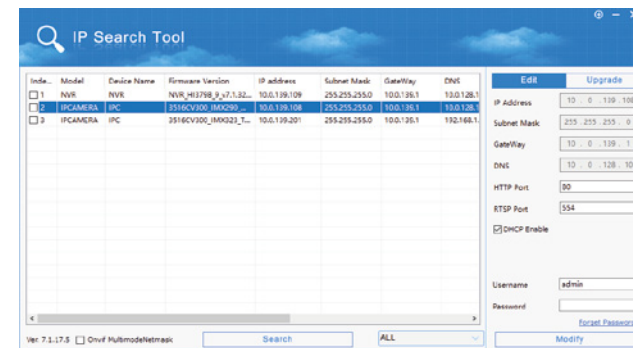 IP Search Tool
Inde... Model Device Name Firmware Version IP address Subnet Mask GateWay DNS
1 NVR NVR NVR_HI3798_9_v7.1.32... 10.0.139.109 255.255.255.0 10.0.139.1 10.0.128.1
2 IPCAMERA IPC 3516CV300_IMX290_... 10.0.139.108 255.255.255.0 10.0.139.1 10.0.128.1
3 IPCAMERA IPC 3516CV300_IMX323_T... 10.0.139.201 255.255.255.0 10.0.139.1 192.168.1.
Edit Upgrade
IP Address 10 . 0 . 139 . 108
Subnet Mask 255 . 255 . 255 . 0
GateWay 10 . 0 . 139 . 1
DNS 10 . 0 . 128 . 10
HTTP Port 80
RTSP Port 554
DHCP Enable
Username admin
Password
Forget Password
Ver. 7.1.17.5 Onvif MultimodeNetmask Search ALL Modify